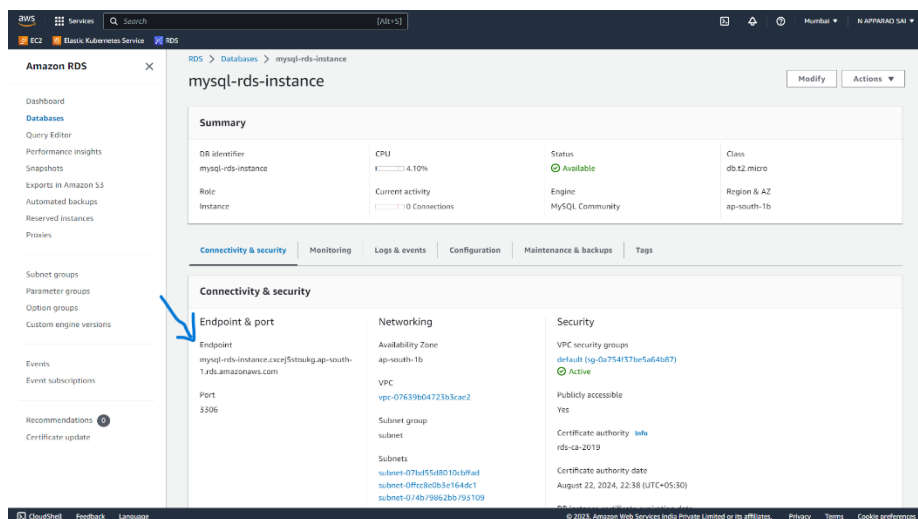 aws
Services
Search
[Alt+S]
Mumbai
N APPARAO SAI
EC2
Elastic Kubernetes Service
RDS
Amazon RDS
Dashboard
Databases
Query Editor
Performance insights
Snapshots
Exports in Amazon S3
Automated backups
Reserved instances
Proxies
Subnet groups
Parameter groups
Option groups
Custom engine versions
Events
Event subscriptions
Recommendations 0
Certificate update
RDS > Databases > mysql-rds-instance
mysql-rds-instance
Modify
Actions
Summary
DB identifier
mysql-rds-instance
CPU
4.10%
Status
Available
Class
db.t2.micro
Role
Instance
Current activity
0 Connections
Engine
MySQL Community
Region & AZ
ap-south-1b
Connectivity & security
Monitoring
Logs & events
Configuration
Maintenance & backups
Tags
Connectivity & security
Endpoint & port
Endpoint
mysql-rds-instance.cxcej5stoukg.ap-south-
1.rds.amazonaws.com
Port
3306
Networking
Availability Zone
ap-south-1b
VPC
vpc-07639b04723b3cae2
Subnet group
subnet
Subnets
subnet-07bd55d8010cbffad
subnet-0ffcc8e0b3e164dc1
subnet-074b79862bb793109
Security
VPC security groups
default (sg-0a754f37be5a64b87)
Active
Publicly accessible
Yes
Certificate authority Info
rds-ca-2019
Certificate authority date
August 22, 2024, 22:38 (UTC+05:30)
CloudShell
Feedback
Language
© 2023, Amazon Web Services India Private Limited or its affiliates.
Privacy
Terms
Cookie preferences